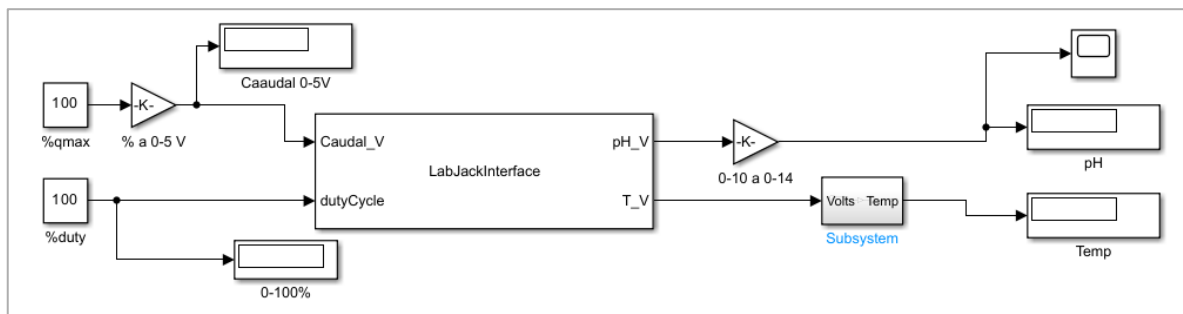 Caaudal 0-5V
100
-K-
%qmax
% a 0-5 V
Caudal_V
pH_V
LabJackInterface
dutyCycle
T_V
-K-
0-10 a 0-14
pH
100
%duty
Volts
Temp
Subsystem
Temp
0-100%